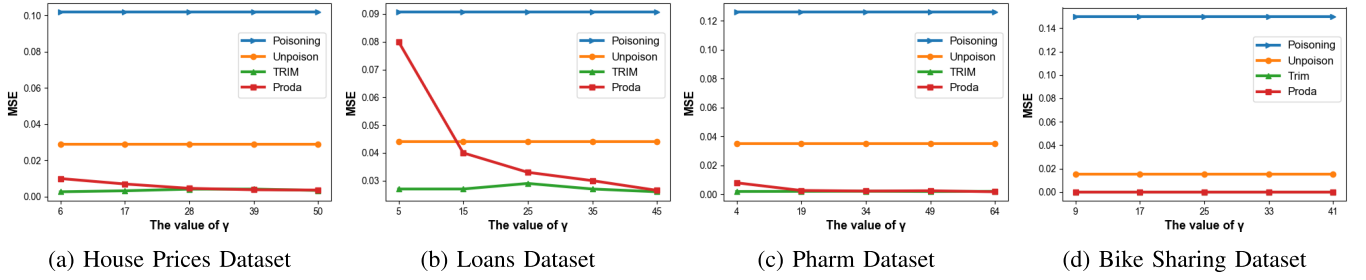 MSE
0.10
0.08
0.06
0.04
0.02
0.00
Poisoning
Unpoison
TRIM
Proda
6 17 28 39 50
The value of γ
(a) House Prices Dataset
MSE
0.09
0.08
0.07
0.06
0.05
0.04
0.03
Poisoning
Unpoison
TRIM
Proda
5 15 25 35 45
The value of γ
(b) Loans Dataset
MSE
0.12
0.10
0.08
0.06
0.04
0.02
0.00
Poisoning
Unpoison
TRIM
Proda
4 19 34 49 64
The value of γ
(c) Pharm Dataset
MSE
0.14
0.12
0.10
0.08
0.06
0.04
0.02
0.00
Poisoning
Unpoison
Trim
Proda
9 17 25 33 41
The value of γ
(d) Bike Sharing Dataset